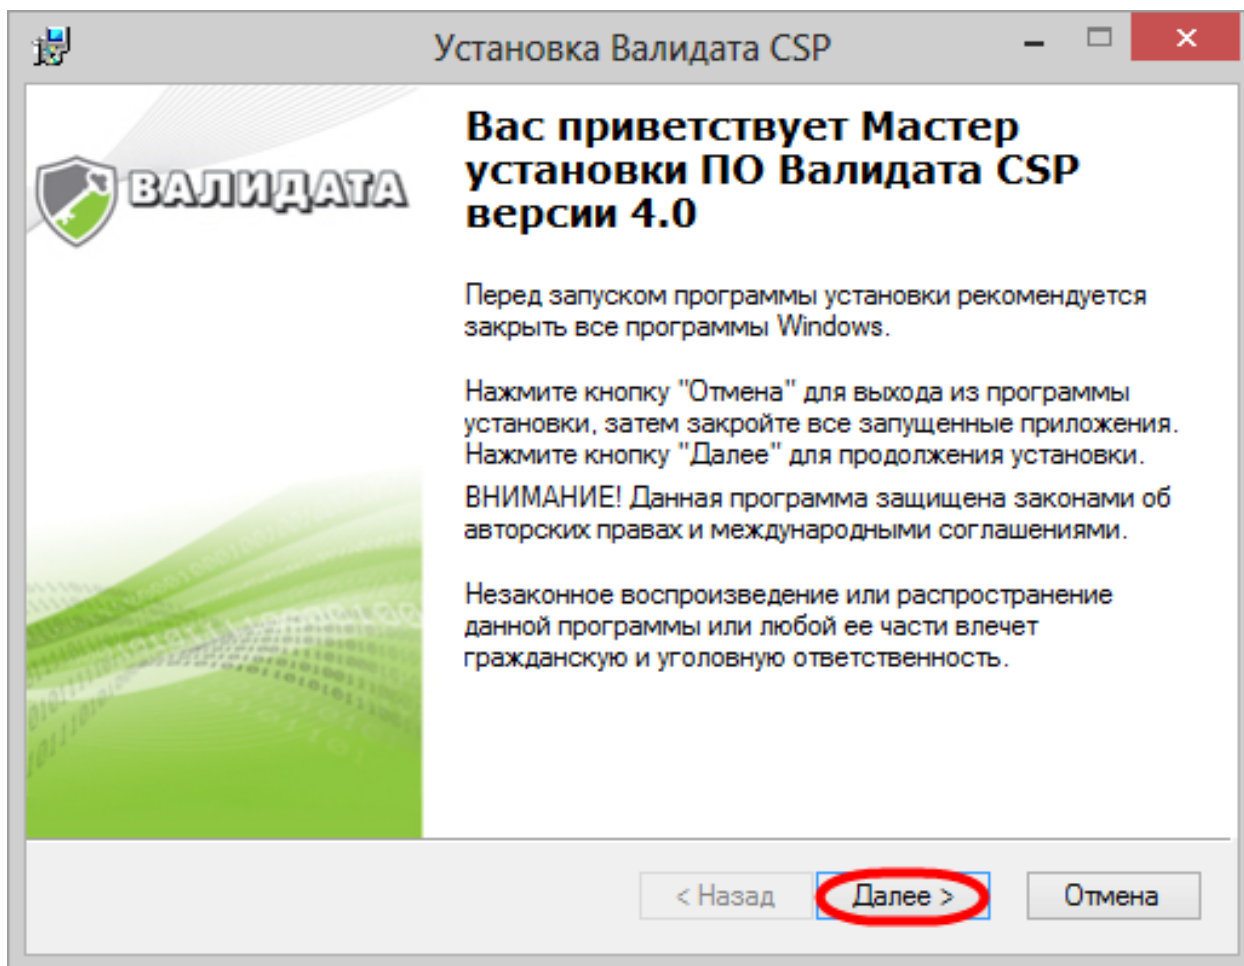 Установка Валидата CSP
ВАЛИДАТА
Вас приветствует Мастер
установки ПО Валидата CSP
версии 4.0
Перед запуском программы установки рекомендуется
закрыть все программы Windows.
Нажмите кнопку "Отмена" для выхода из программы
установки, затем закройте все запущенные приложения.
Нажмите кнопку "Далее" для продолжения установки.
ВНИМАНИЕ! Данная программа защищена законами об
авторских правах и международными соглашениями.
Незаконное воспроизведение или распространение
данной программы или любой ее части влечет
гражданскую и уголовную ответственность.
< Назад
Далее >
Отмена